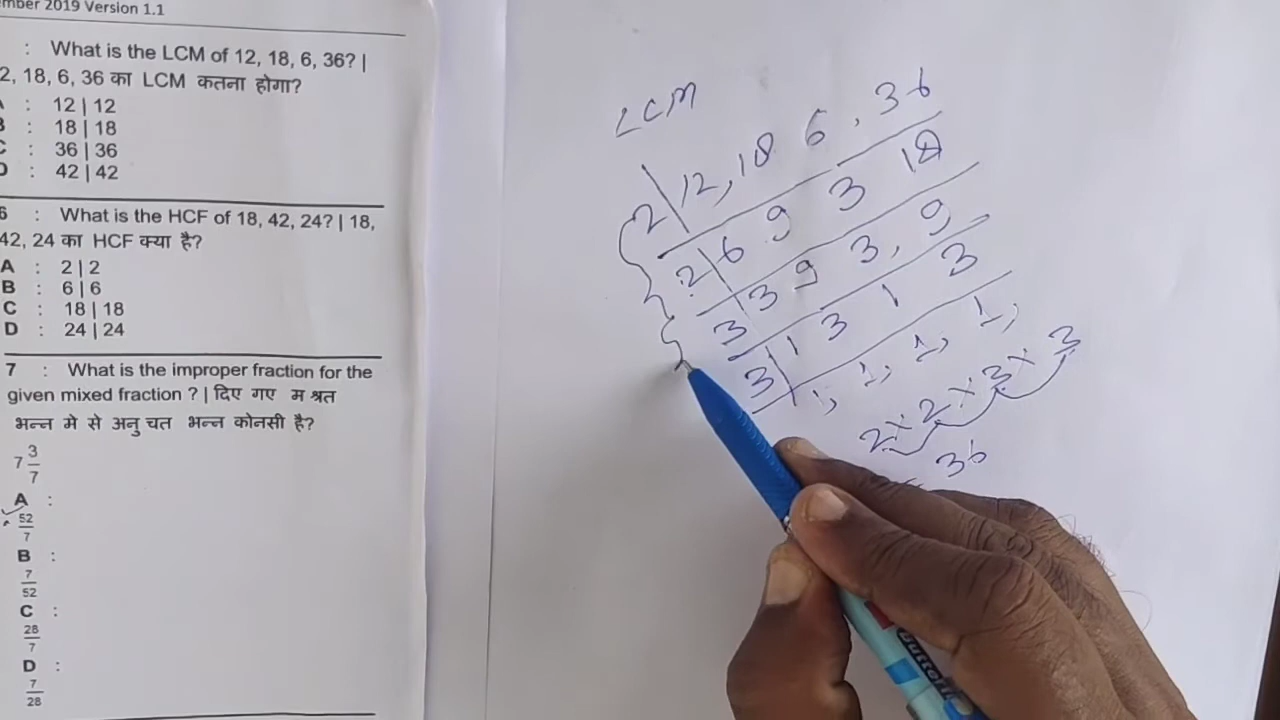 mber 2019 Version 1.1
: What is the LCM of 12, 18, 6, 36? |
2, 18, 6, 36 का LCM कतना होगा?
: 12 | 12
: 18 | 18
: 36 | 36
: 42 | 42
6 : What is the HCF of 18, 42, 24? | 18,
42, 24 का HCF क्या है?
A : 2 | 2
B : 6 | 6
C : 18 | 18
D : 24 | 24
7 : What is the improper fraction for the
given mixed fraction ? | दिए गए म श्रत
भन्न मे से अनु चत भन्न कोनसी है?
7 3/7
A :
52/7
B :
7/52
C :
28/7
D :
7/28
LCM
2 12, 18 6, 36
2 6 9 3 18
3 3 9 3, 9,
3 1 3 1 3
1, 1, 1, 1,
2 × 2 × 3 × 3
36
Butterfl